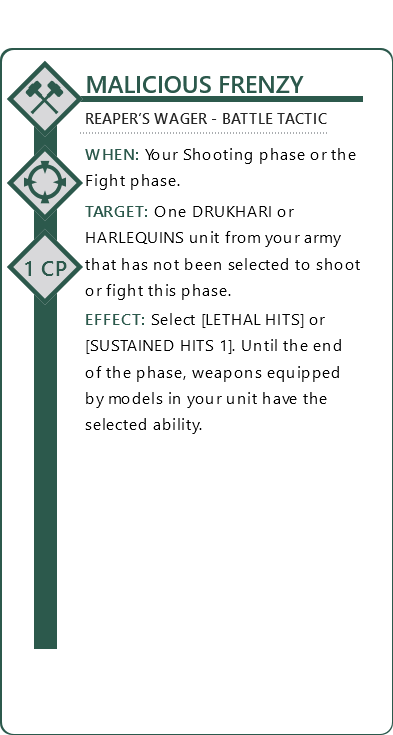 MALICIOUS FRENZY
REAPER’S WAGER - BATTLE TACTIC
WHEN: Your Shooting phase or the
Fight phase.
TARGET: One DRUKHARI or
HARLEQUINS unit from your army
1 CP
that has not been selected to shoot
or fight this phase.
EFFECT: Select [LETHAL HITS] or
[SUSTAINED HITS 1]. Until the end
of the phase, weapons equipped
by models in your unit have the
selected ability.